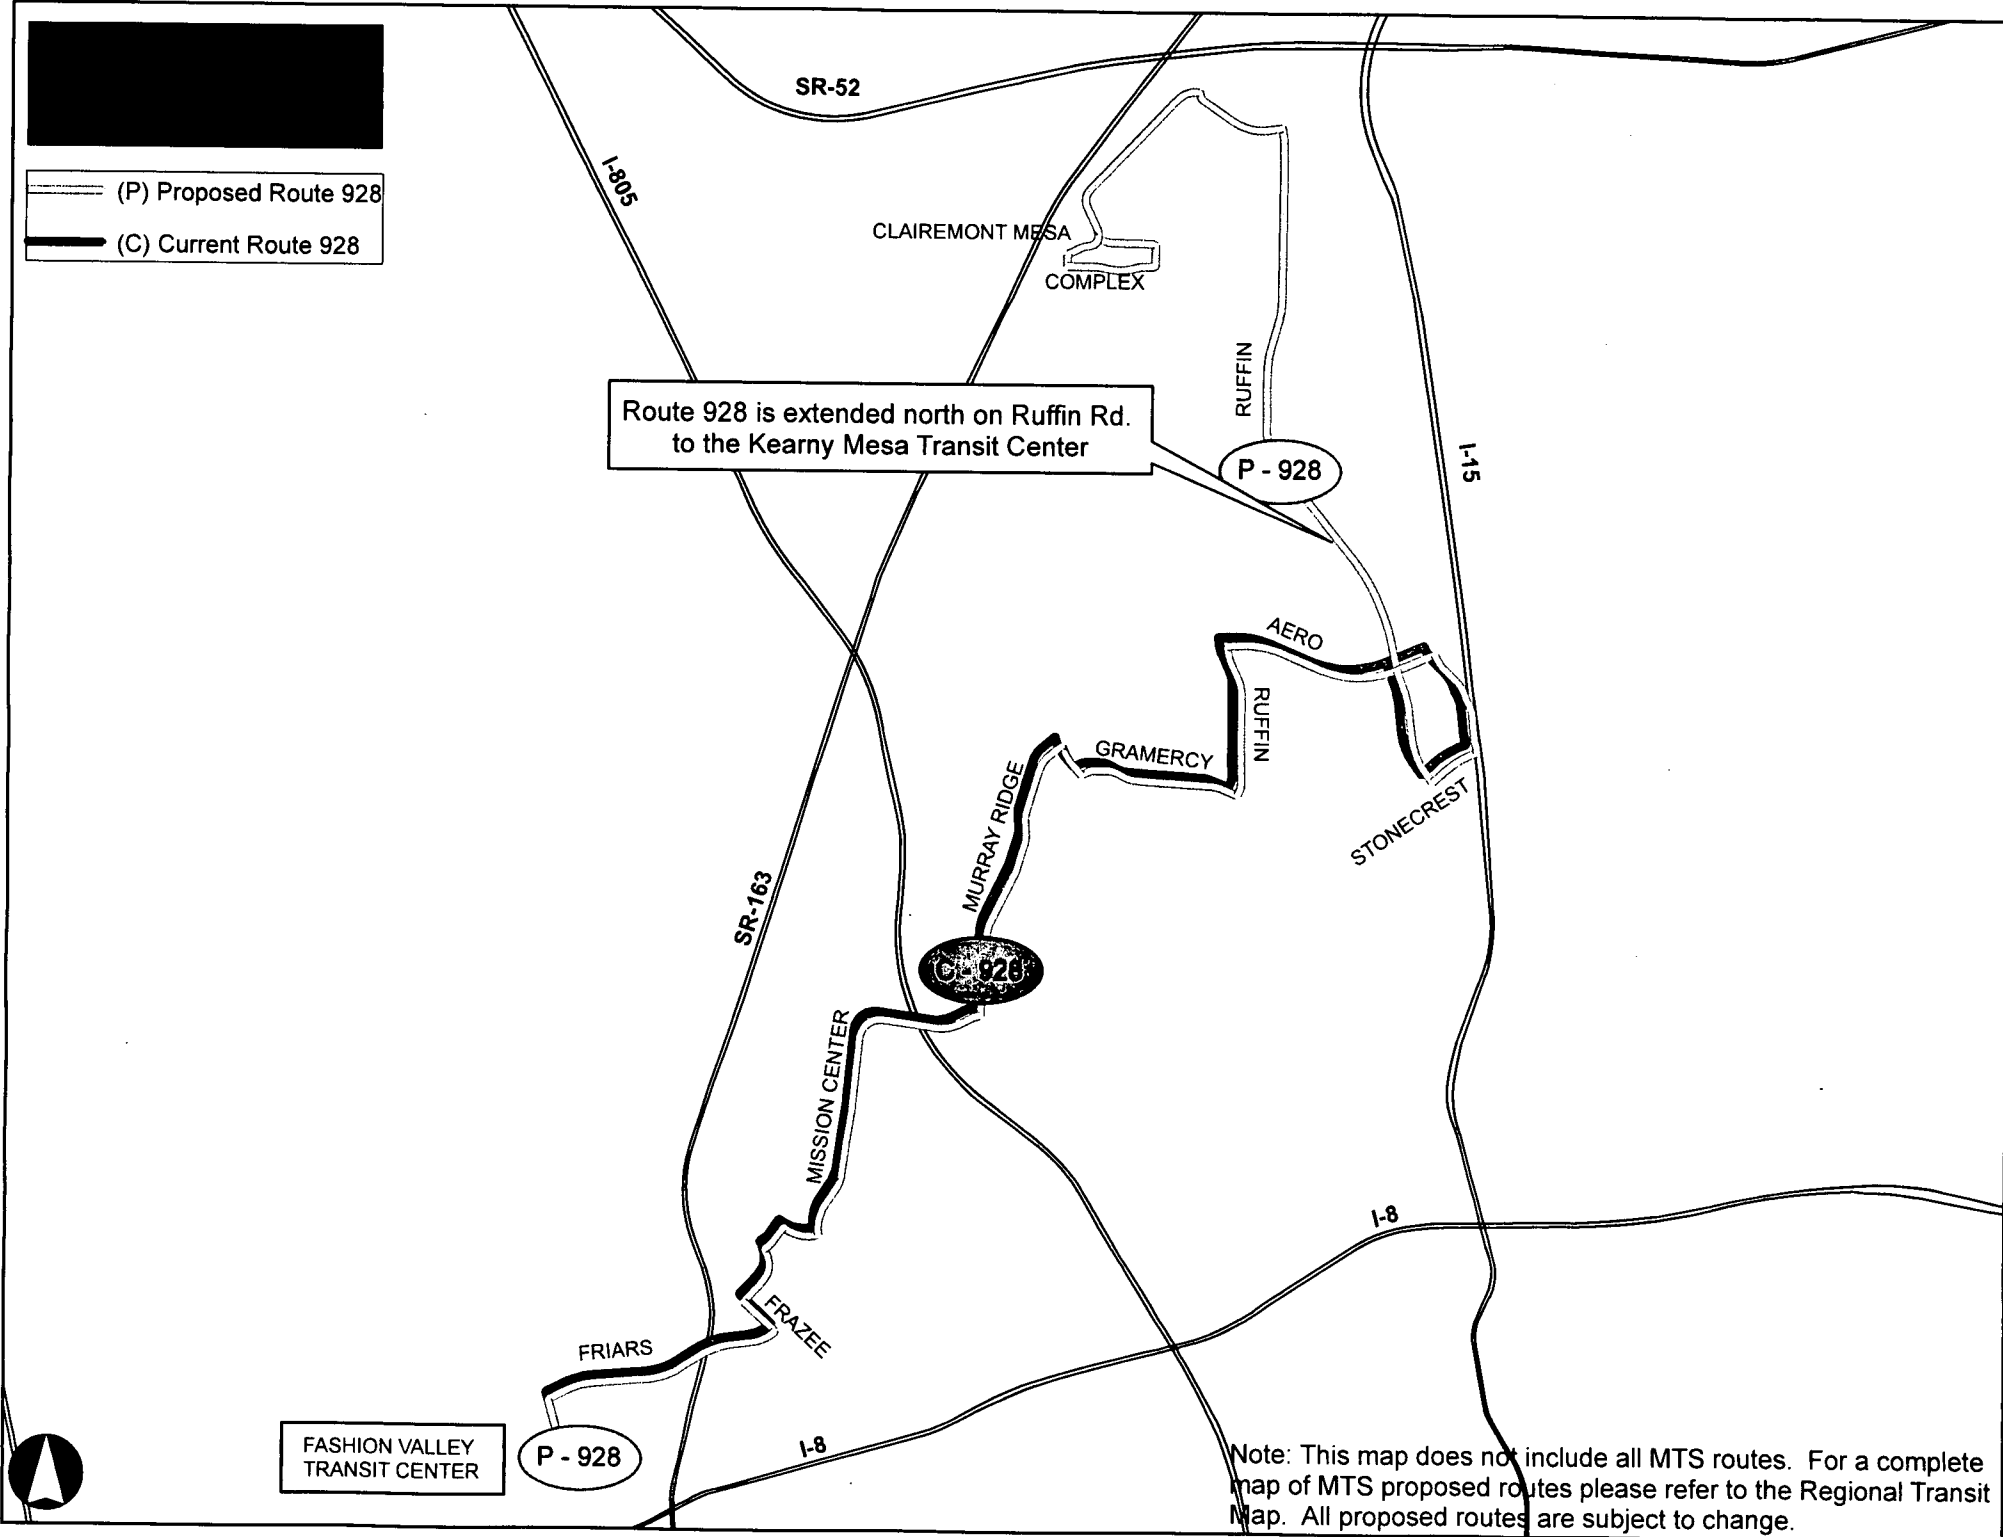 SR-52
I-805
(P) Proposed Route 928
(C) Current Route 928
CLAIREMONT MESA
COMPLEX
RUFFIN
Route 928 is extended north on Ruffin Rd.
to the Kearny Mesa Transit Center
P - 928
I-15
AERO
RUFFIN
GRAMERCY
MURRAY RIDGE
STONECREST
SR-163
C - 928
MISSION CENTER
I-8
FRAZEE
FRIARS
FASHION VALLEY
TRANSIT CENTER
P - 928
I-8
Note: This map does not include all MTS routes. For a complete
map of MTS proposed routes please refer to the Regional Transit
Map. All proposed routes are subject to change.